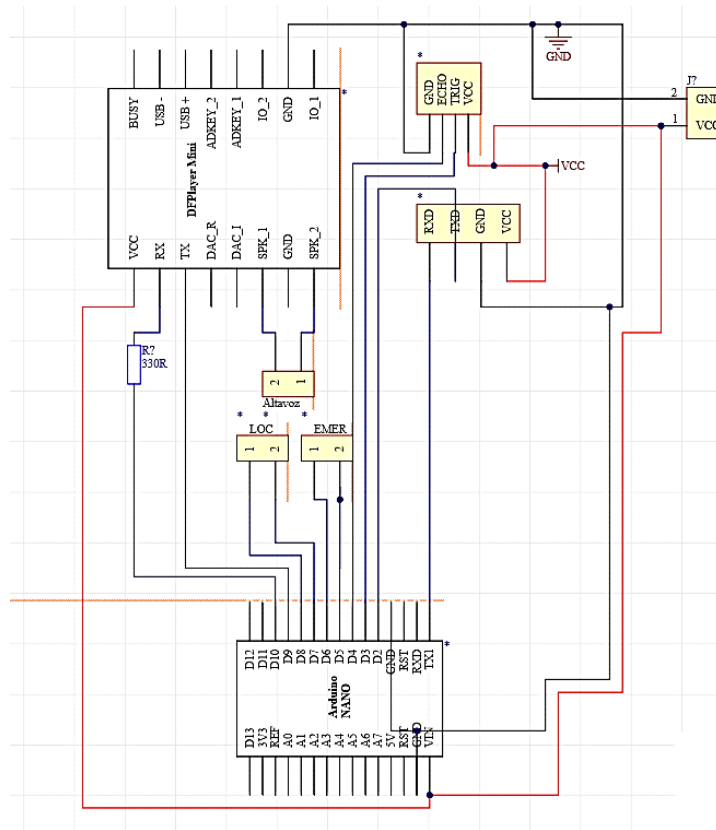 GND
J?
2 GND
1 VCC
BUSY
USB -
USB +
ADKEY_2
ADKEY_1
IO_2
GND
IO_1
*
DFPlayer Mini
VCC
RX
TX
DAC_R
DAC_I
SPK_1
GND
SPK_2
*
GND
ECHO
TRIG
VCC
VCC
*
RXD
TXD
GND
VCC
R?
330R
2 1
Altavoz
* * *
LOC EMER
1 2 1 2
D12
D11
D10
D9
D8
D7
D6
D5
D4
D3
D2
GND
RST
RXD
TX1
*
Arduino
NANO
D13
3V3
REF
A0
A1
A2
A3
A4
A5
A6
A7
5V
RST
GND
VIN